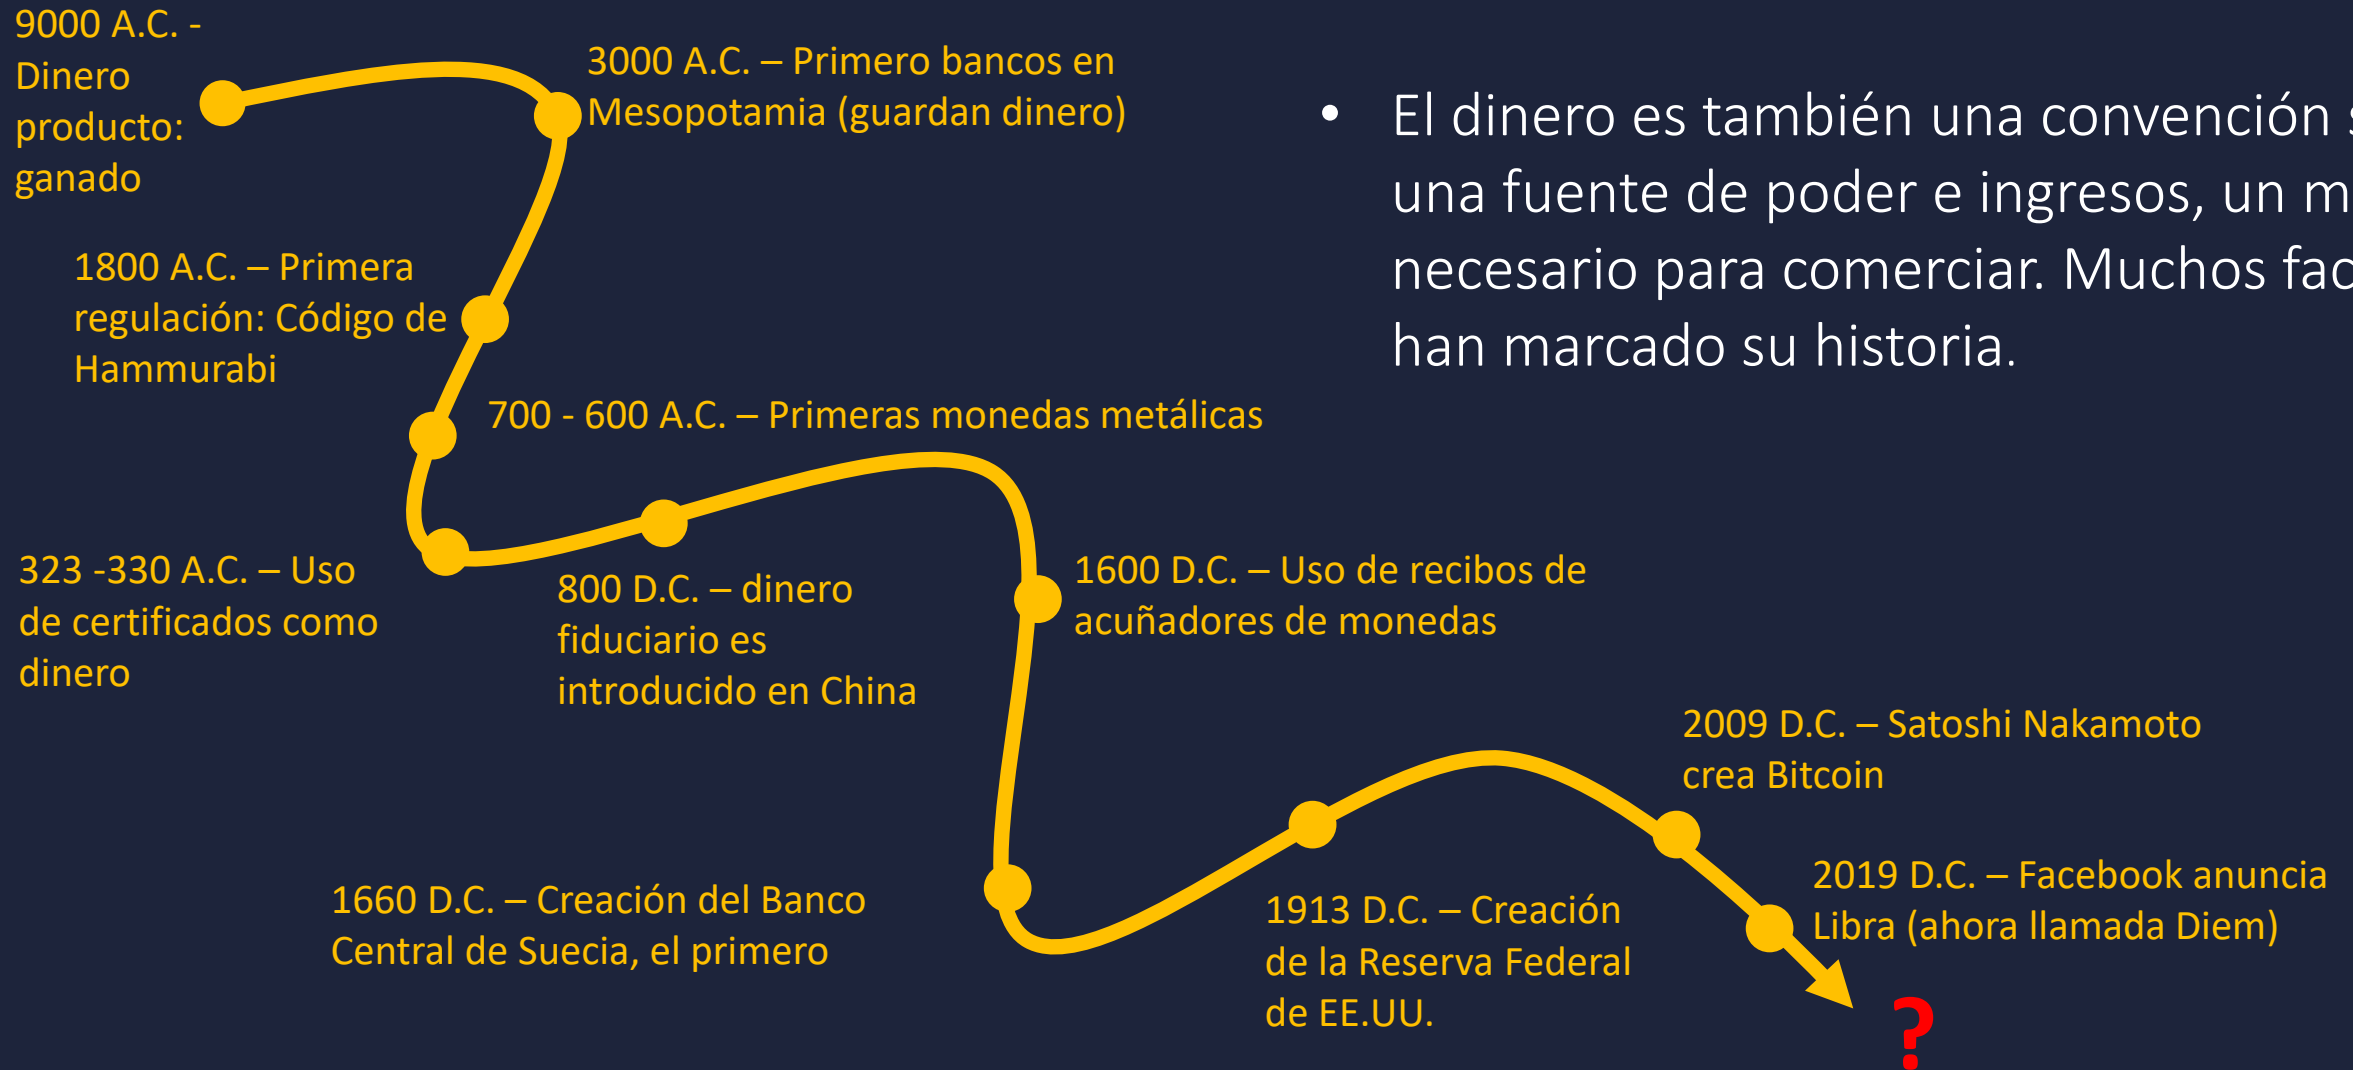 9000 A.C. -
Dinero
producto:
ganado
3000 A.C. – Primero bancos en
Mesopotamia (guardan dinero)
1800 A.C. – Primera
regulación: Código de
Hammurabi
700 - 600 A.C. – Primeras monedas metálicas
323 -330 A.C. – Uso
de certificados como
dinero
800 D.C. – dinero
fiduciario es
introducido en China
1600 D.C. – Uso de recibos de
acuñadores de monedas
1660 D.C. – Creación del Banco
Central de Suecia, el primero
1913 D.C. – Creación
de la Reserva Federal
de EE.UU.
2009 D.C. – Satoshi Nakamoto
crea Bitcoin
2019 D.C. – Facebook anuncia
Libra (ahora llamada Diem)
?
• El dinero es también una convención
una fuente de poder e ingresos, un
necesario para comerciar. Muchos
han marcado su historia.